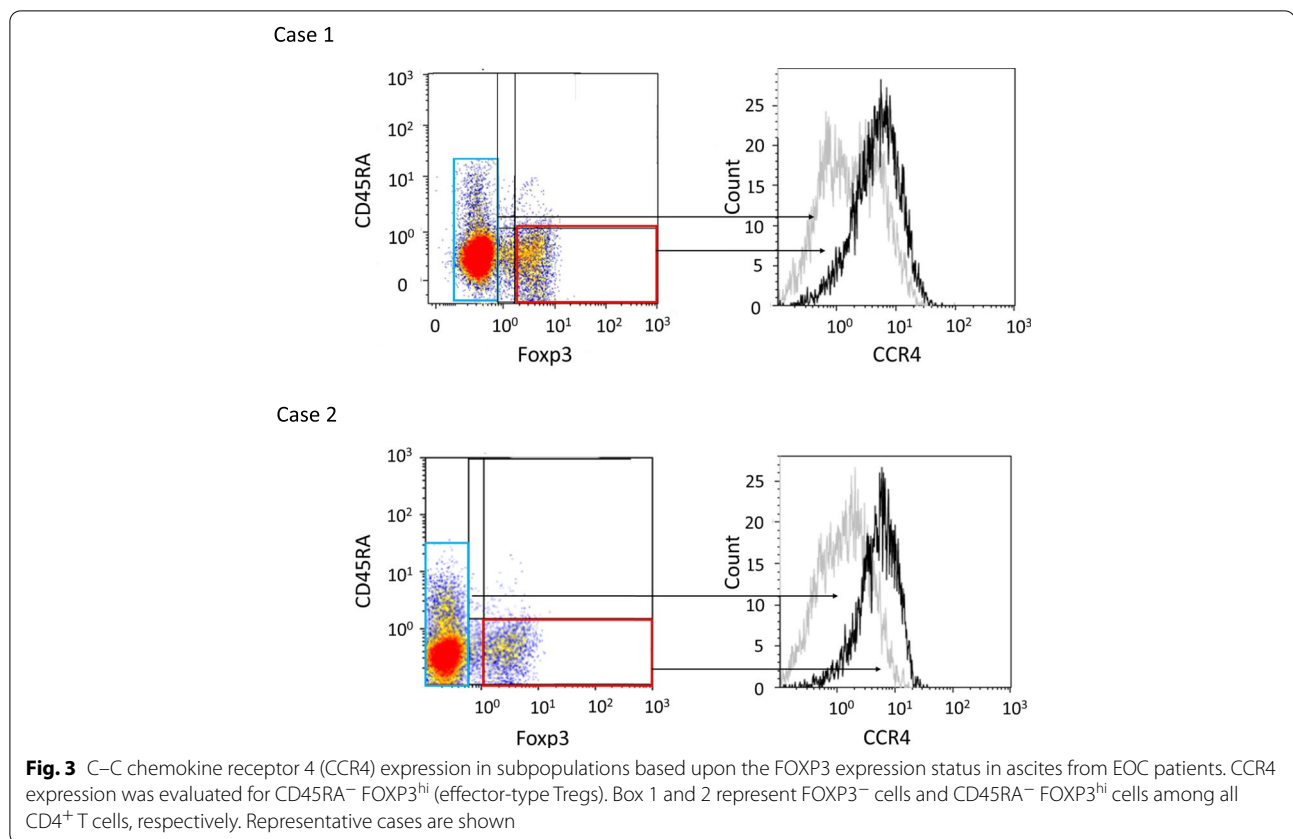 Case 1
10³
10²
10¹
10⁰
0
CD45RA
0
10⁰
10¹
10²
10³
Foxp3
25
20
15
10
5
0
Count
10⁰
10¹
10²
10³
CCR4
Case 2
10³
10²
10¹
10⁰
CD45RA
10⁰
10¹
10²
10³
Foxp3
25
20
15
10
5
0
Count
10⁰
10¹
10²
10³
CCR4
Fig. 3 C–C chemokine receptor 4 (CCR4) expression in subpopulations based upon the FOXP3 expression status in ascites from EOC patients. CCR4
expression was evaluated for CD45RA⁻ FOXP3ʰⁱ (effector-type Tregs). Box 1 and 2 represent FOXP3⁻ cells and CD45RA⁻ FOXP3ʰⁱ cells among all
CD4⁺ T cells, respectively. Representative cases are shown